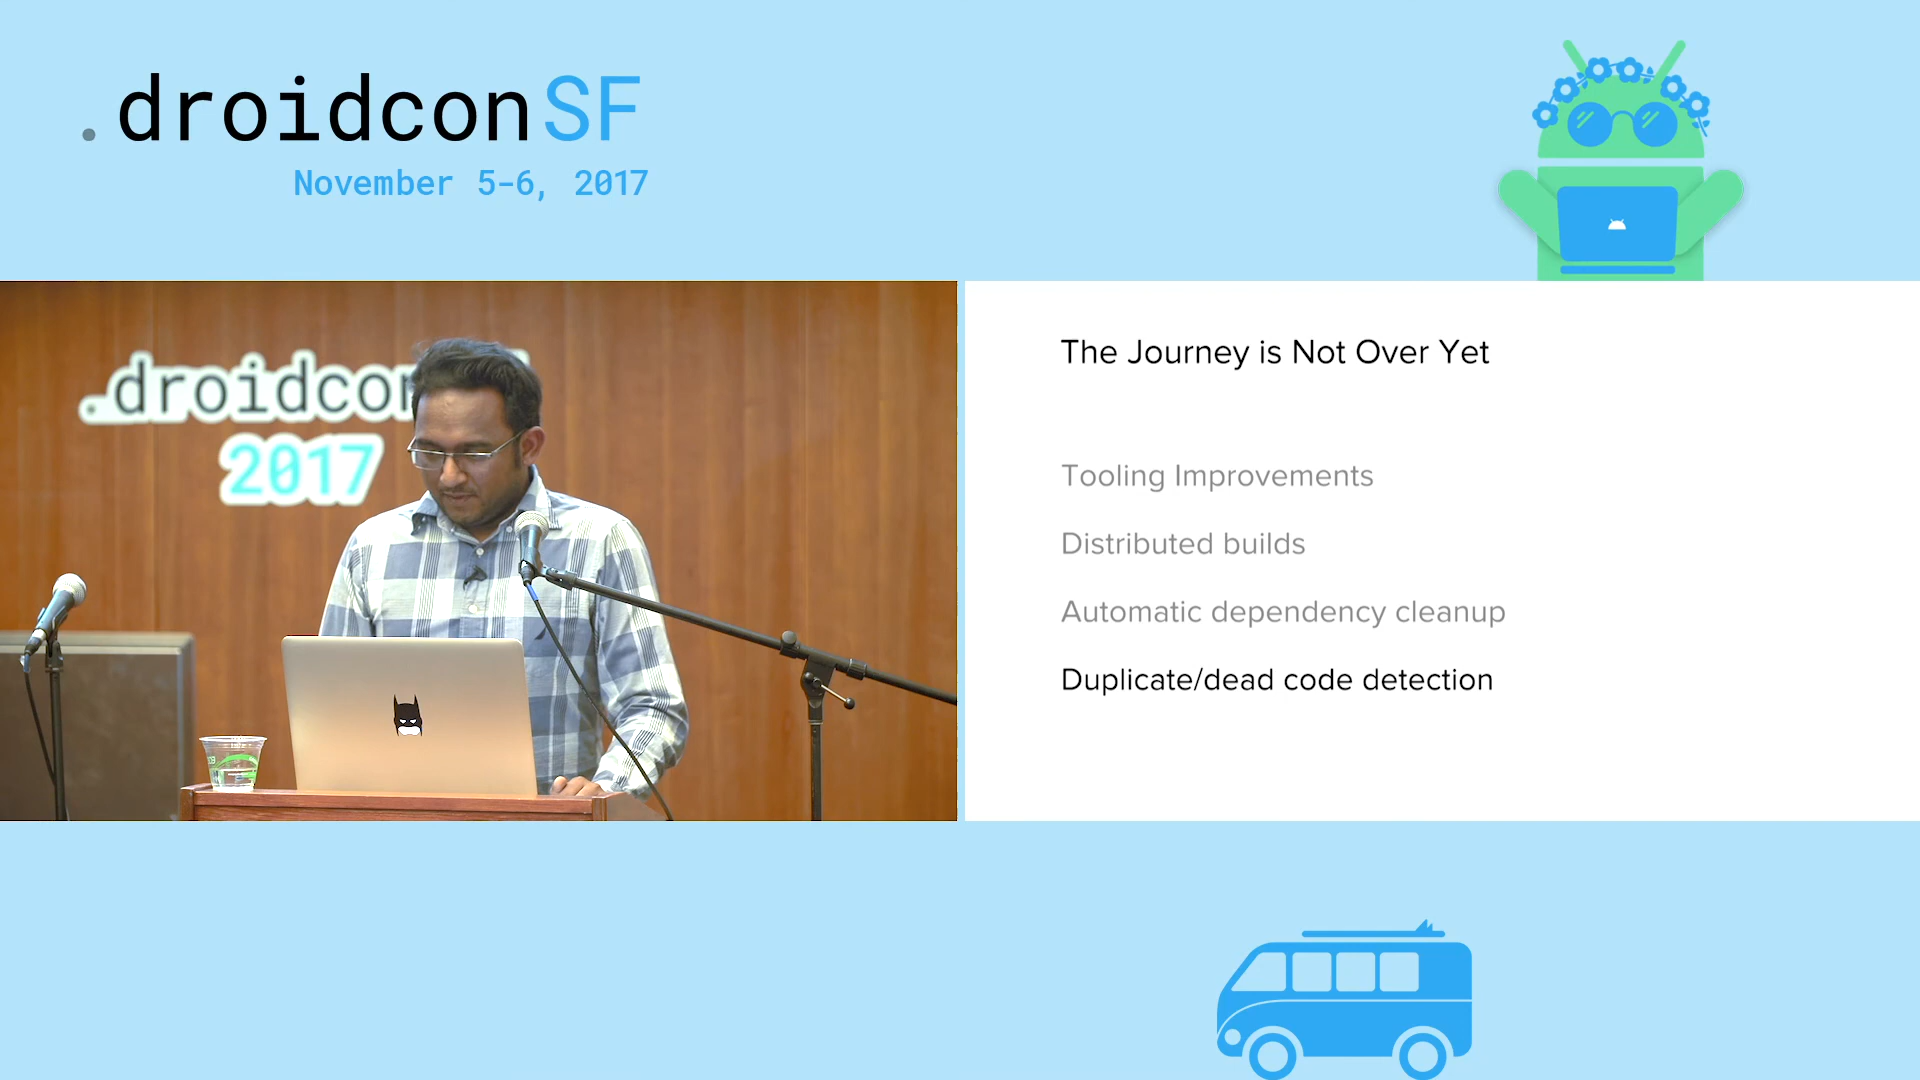 .droidconSF
November 5-6, 2017
.droidcon
2017
The Journey is Not Over Yet
Tooling Improvements
Distributed builds
Automatic dependency cleanup
Duplicate/dead code detection